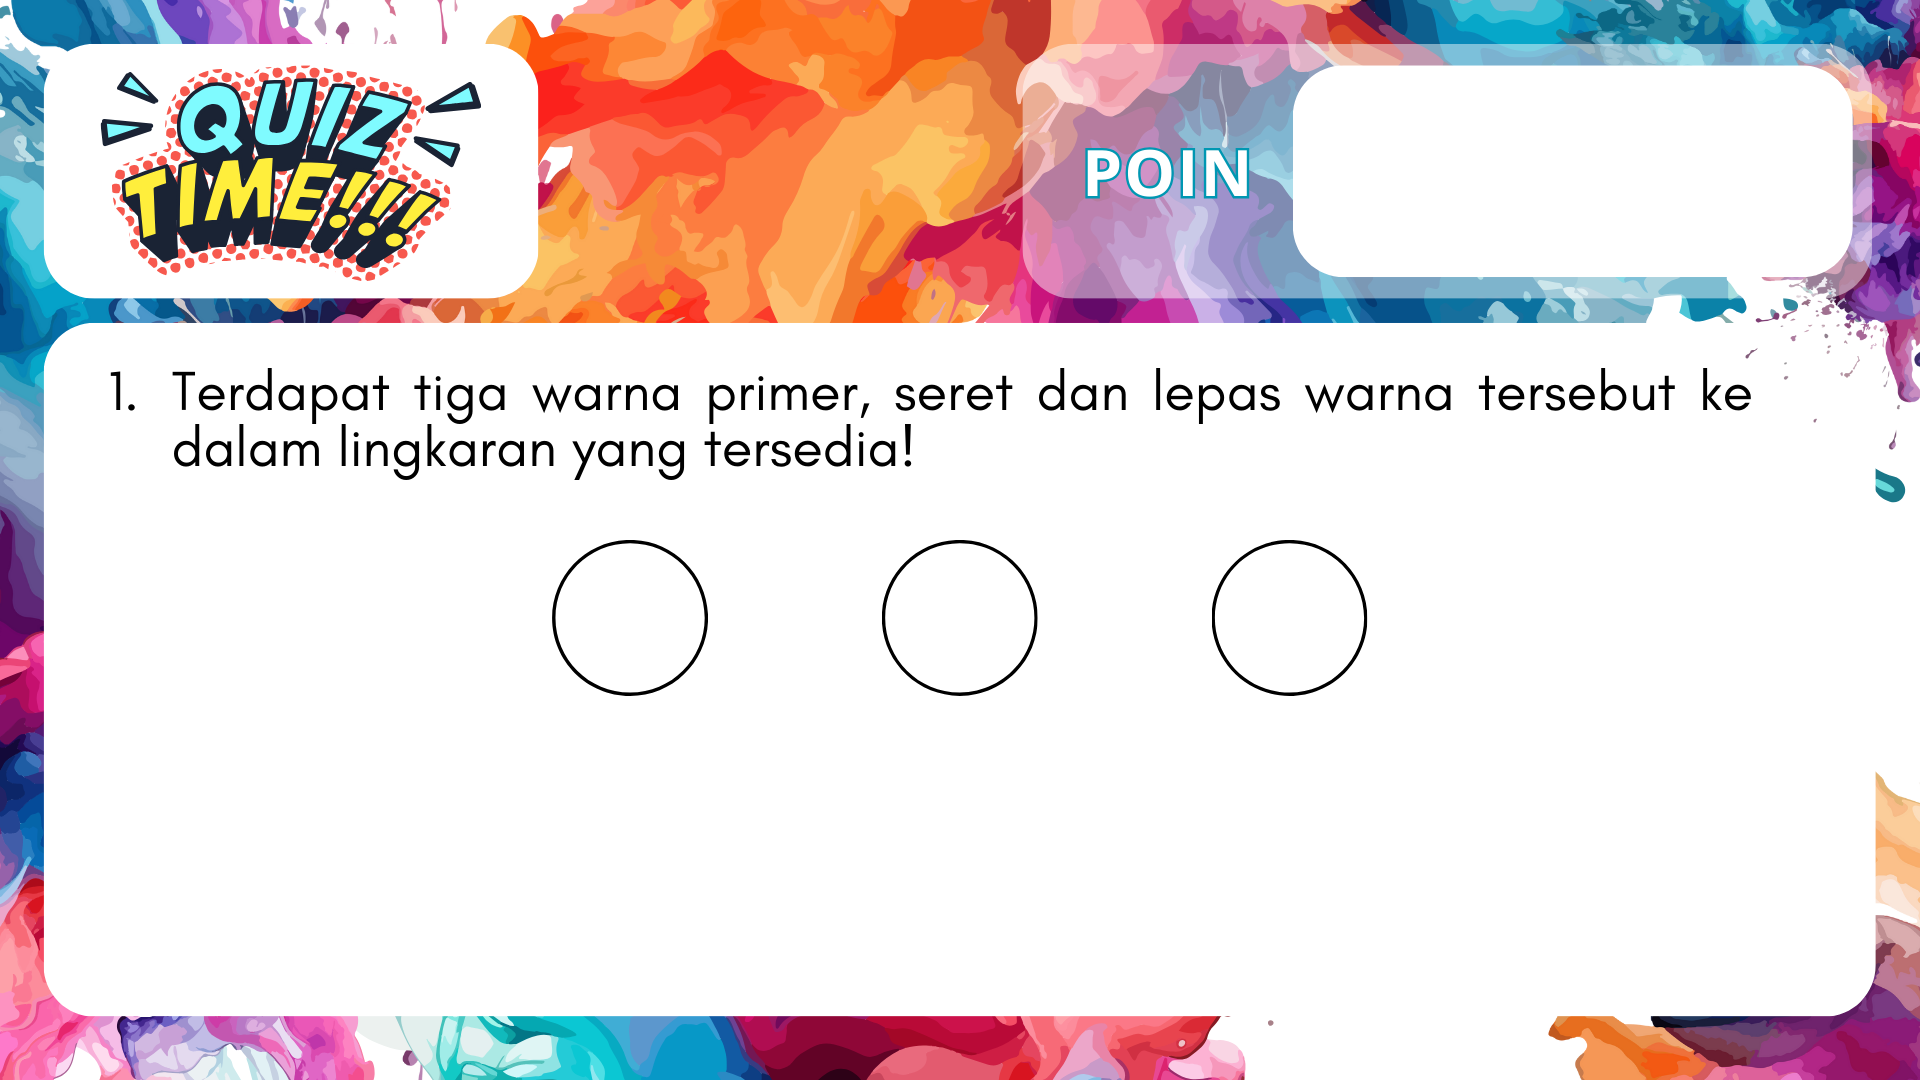 QUIZ
TIME!!!
POIN
1. Terdapat tiga warna primer, seret dan lepas warna tersebut ke
dalam lingkaran yang tersedia!